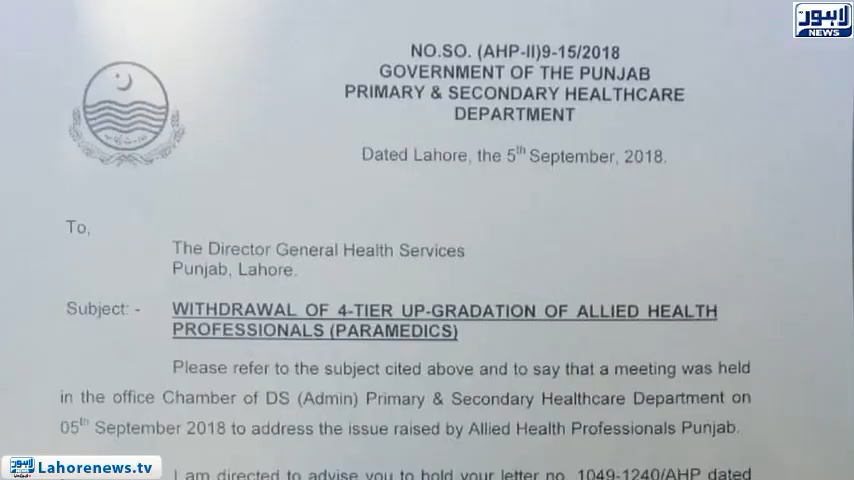 لاہور
NEWS
NO.SO. (AHP-II)9-15/2018
GOVERNMENT OF THE PUNJAB
PRIMARY & SECONDARY HEALTHCARE
DEPARTMENT
Dated Lahore, the 5th September, 2018.
To,
The Director General Health Services
Punjab, Lahore.
Subject: - WITHDRAWAL OF 4-TIER UP-GRADATION OF ALLIED HEALTH
PROFESSIONALS (PARAMEDICS)
Please refer to the subject cited above and to say that a meeting was held
in the office Chamber of DS (Admin) Primary & Secondary Healthcare Department on
05th September 2018 to address the issue raised by Allied Health Professionals Punjab.
I am directed to advise you to hold your letter no. 1049-1240/AHP dated
Lahorenews.tv